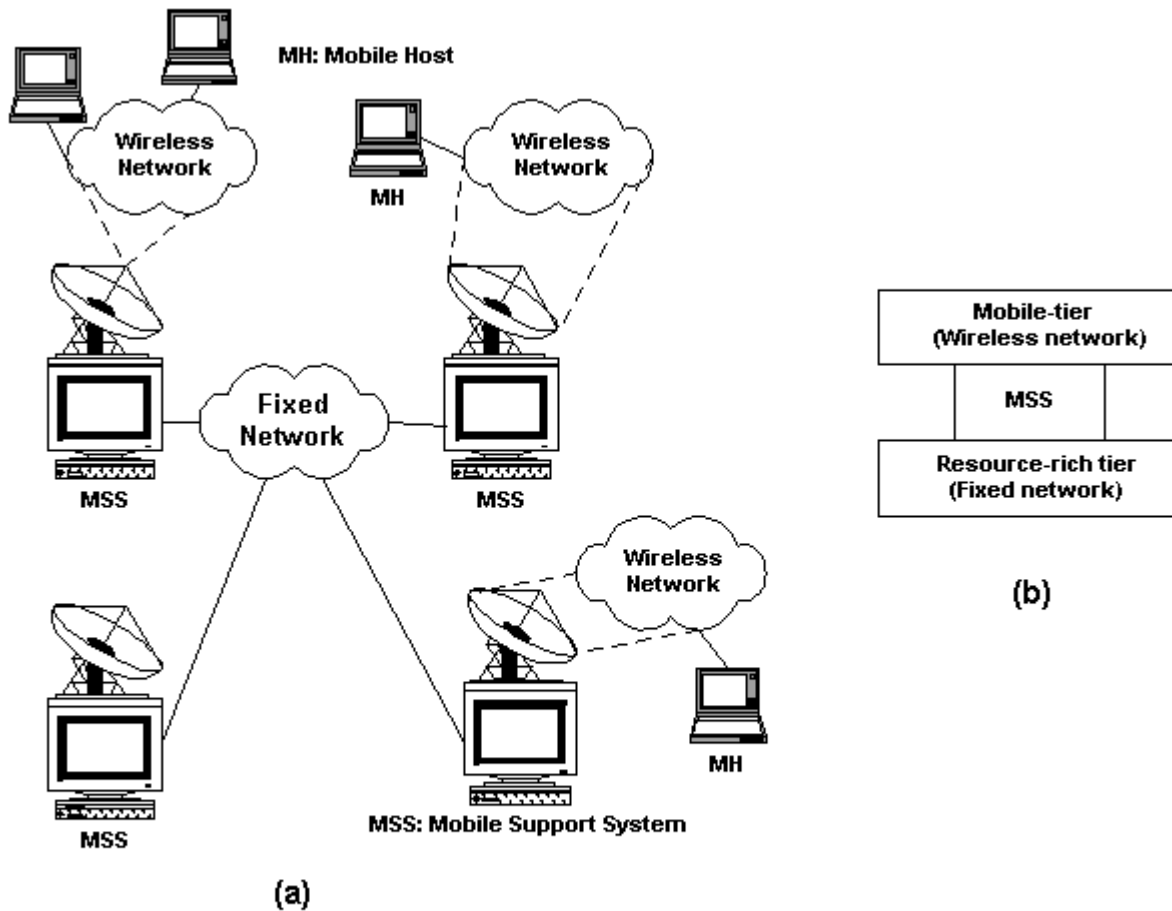 MH: Mobile Host
Wireless
Network
Wireless
Network
MH
Fixed
Network
MSS
MSS
Wireless
Network
MH
MSS
MSS: Mobile Support System
(a)
Mobile-tier
(Wireless network)
MSS
Resource-rich tier
(Fixed network)
(b)